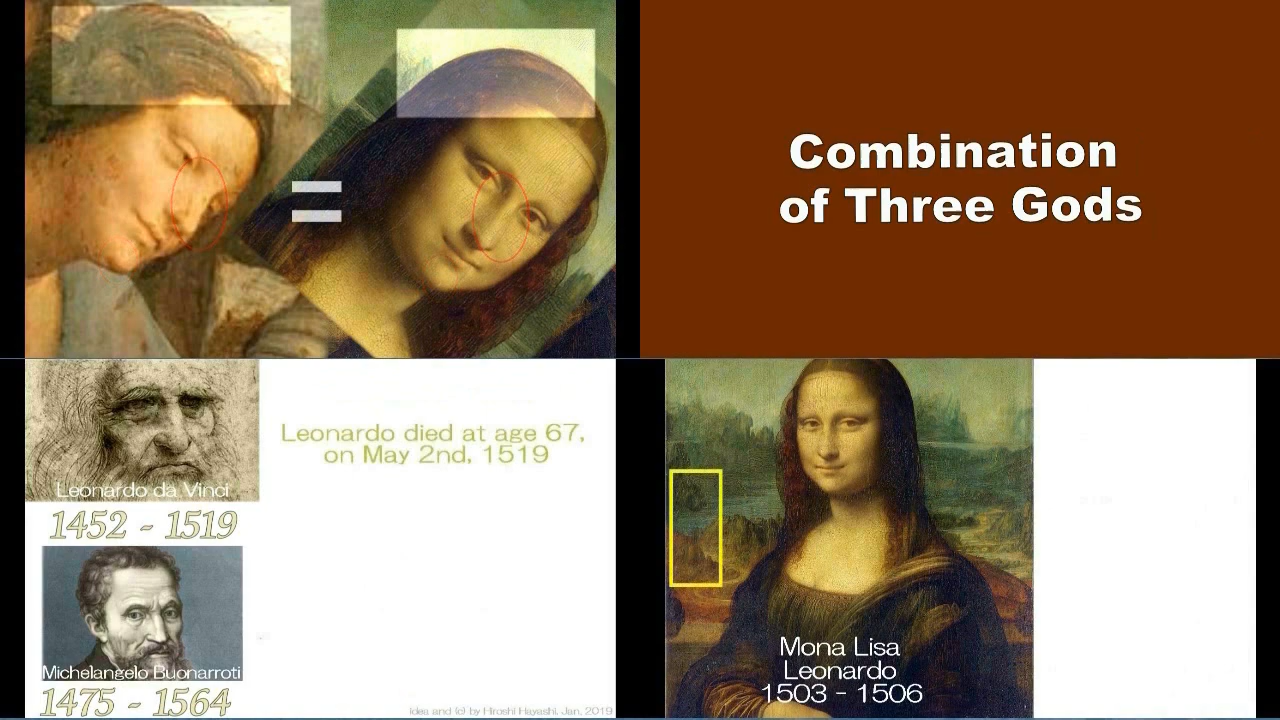 =
Combination
of Three Gods
Leonardo da Vinci
1452 - 1519
Leonardo died at age 67,
on May 2nd, 1519
Michelangelo Buonarroti
1475 - 1564
Idea and (c) by Hiroshi Hayashi, Jan, 2019
Mona Lisa
Leonardo
1503 - 1506